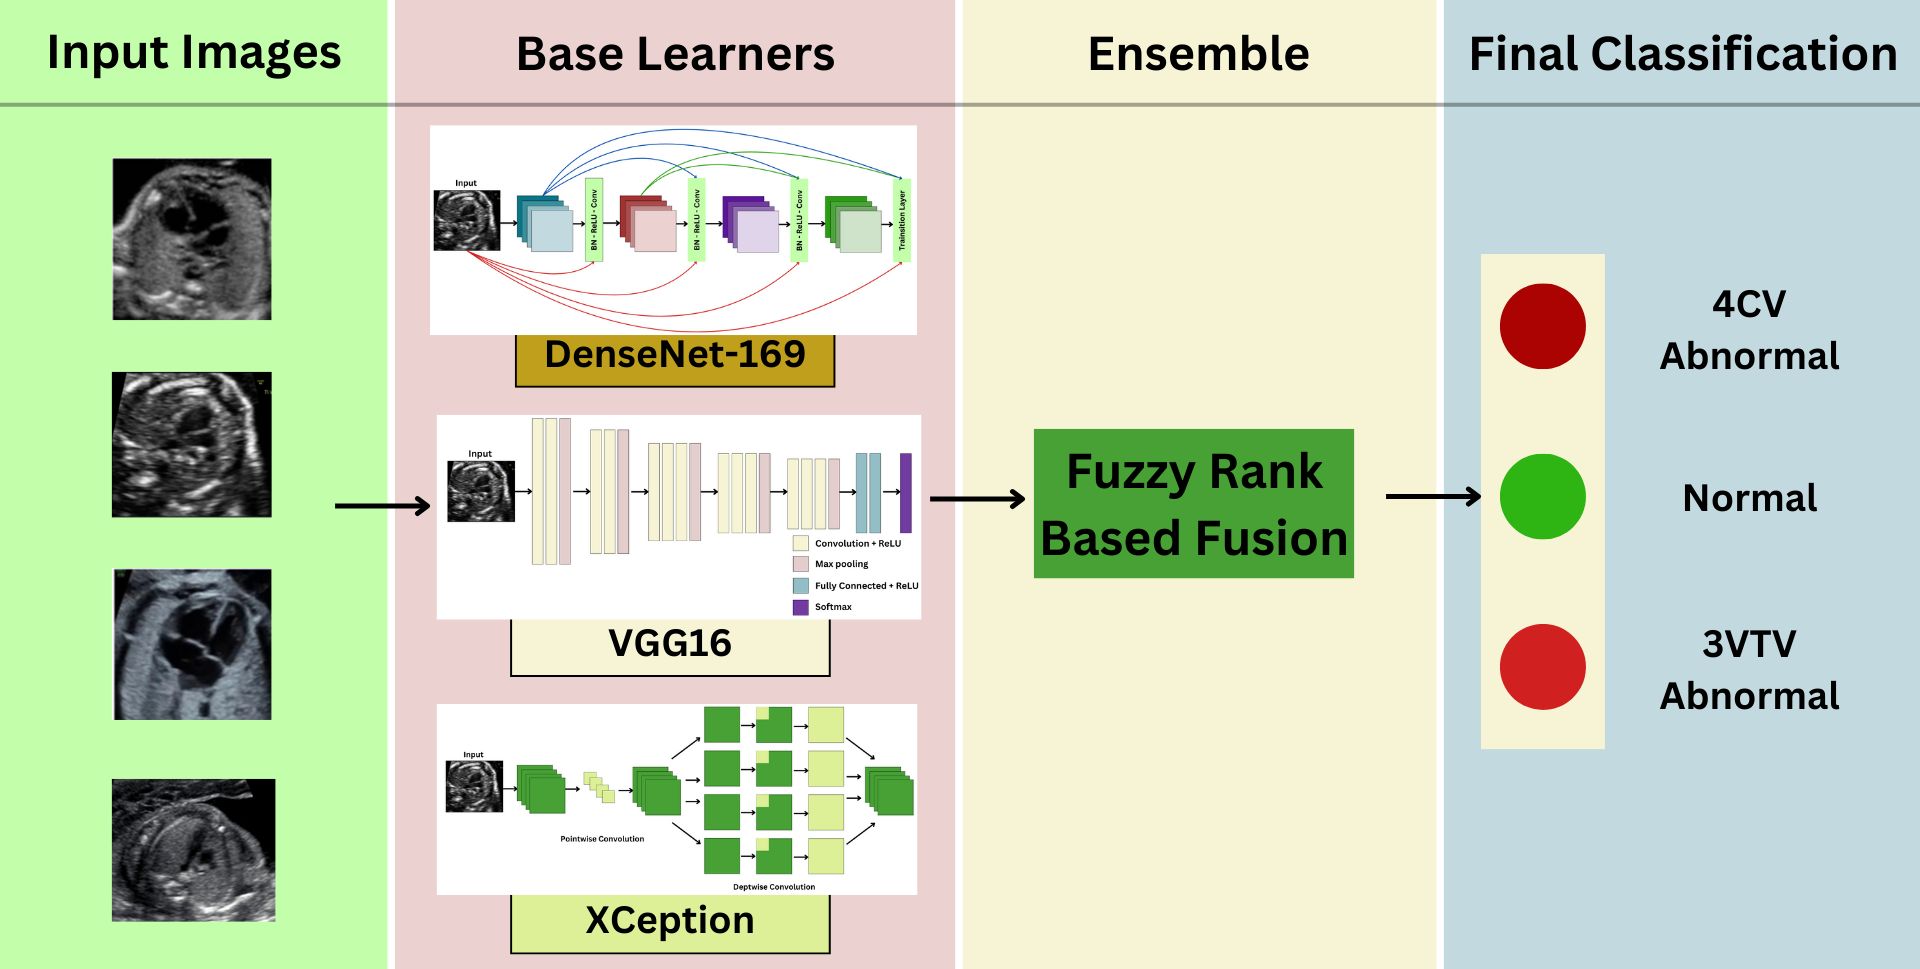 Input Images
Base Learners
Ensemble
Final Classification
Input
BN - ReLU - Conv
BN - ReLU - Conv
BN - ReLU - Conv
Trainsition Layer
DenseNet-169
Input
Convolution + ReLU
Max pooling
Fully Connected + ReLU
Softmax
VGG16
Input
Pointwise Convolution
Deptwise Convolution
XCeption
Fuzzy Rank
Based Fusion
4CV
Abnormal
Normal
3VTV
Abnormal